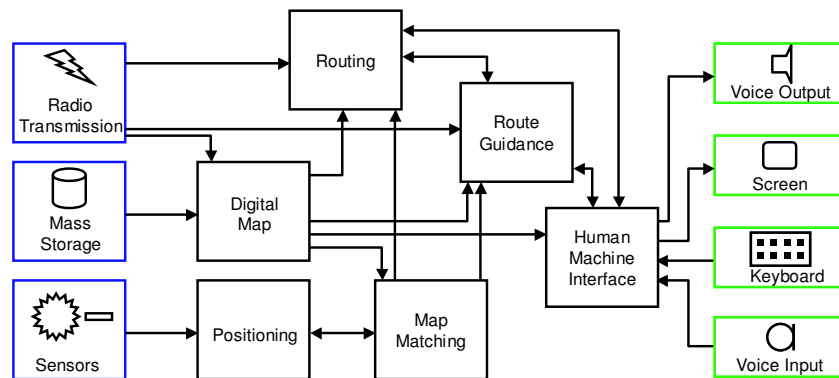 Radio
Transmission
Routing
Voice Output
Route
Guidance
Mass
Storage
Digital
Map
Screen
Human
Machine
Interface
Keyboard
Sensors
Positioning
Map
Matching
Voice Input